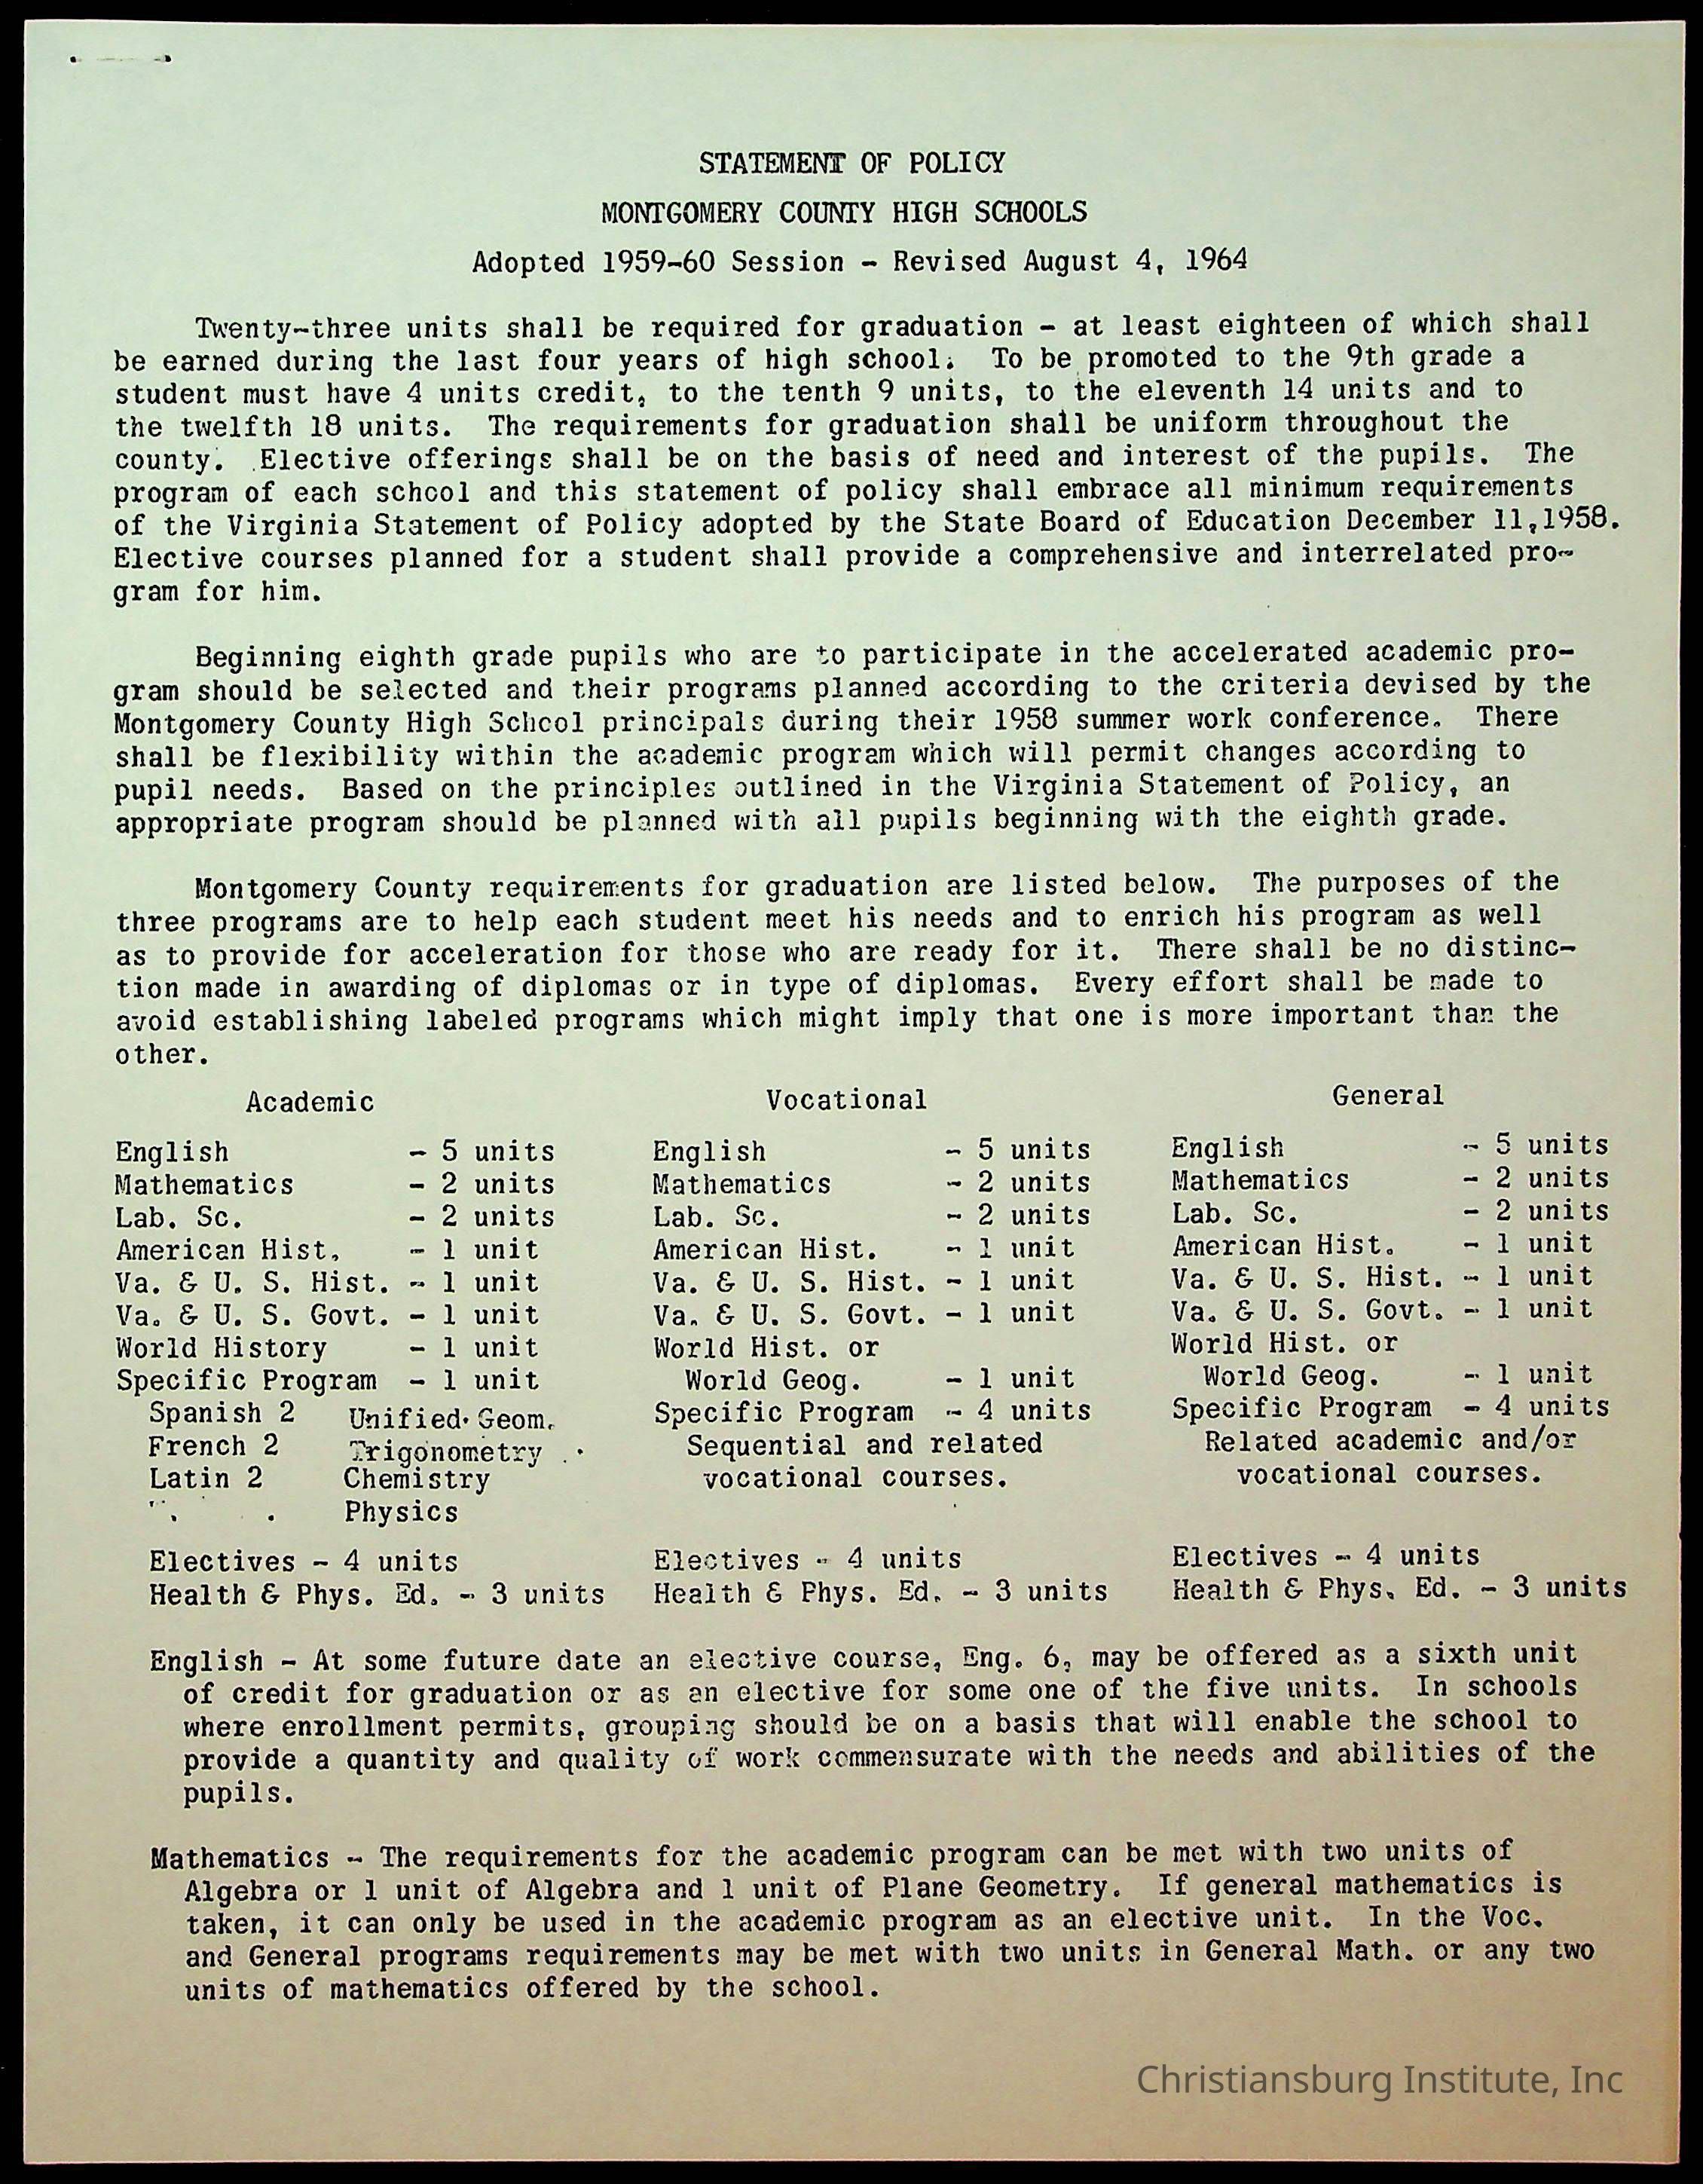 STATEMENT OF POLICY
MONTGOMERY COUNTY HIGH SCHOOLS
Adopted 1959-60 Session - Revised August 4, 1964
Twenty-three units shall be required for graduation - at least eighteen of which shall
be earned during the last four years of high school. To be promoted to the 9th grade a
student must have 4 units credit, to the tenth 9 units, to the eleventh 14 units and to
the twelfth 18 units. The requirements for graduation shall be uniform throughout the
county. Elective offerings shall be on the basis of need and interest of the pupils. The
program of each school and this statement of policy shall embrace all minimum requirements
of the Virginia Statement of Policy adopted by the State Board of Education December 11,1958.
Elective courses planned for a student shall provide a comprehensive and interrelated pro-
gram for him.
Beginning eighth grade pupils who are to participate in the accelerated academic pro-
gram should be selected and their programs planned according to the criteria devised by the
Montgomery County High School principals during their 1958 summer work conference. There
shall be flexibility within the academic program which will permit changes according to
pupil needs. Based on the principles outlined in the Virginia Statement of Policy, an
appropriate program should be planned with all pupils beginning with the eighth grade.
Montgomery County requirements for graduation are listed below. The purposes of the
three programs are to help each student meet his needs and to enrich his program as well
as to provide for acceleration for those who are ready for it. There shall be no distinc-
tion made in awarding of diplomas or in type of diplomas. Every effort shall be made to
avoid establishing labeled programs which might imply that one is more important than the
other.
Academic
English - 5 units
Mathematics - 2 units
Lab. Sc. - 2 units
American Hist. - 1 unit
Va. & U. S. Hist. - 1 unit
Va. & U. S. Govt. - 1 unit
World History - 1 unit
Specific Program - 1 unit
Spanish 2 Unified Geom.
French 2 Trigonometry
Latin 2 Chemistry
Physics
Electives - 4 units
Health & Phys. Ed. - 3 units
Vocational
English - 5 units
Mathematics - 2 units
Lab. Sc. - 2 units
American Hist. - 1 unit
Va. & U. S. Hist. - 1 unit
Va. & U. S. Govt. - 1 unit
World Hist. or
World Geog. - 1 unit
Specific Program - 4 units
Sequential and related
vocational courses.
Electives - 4 units
Health & Phys. Ed. - 3 units
General
English - 5 units
Mathematics - 2 units
Lab. Sc. - 2 units
American Hist. - 1 unit
Va. & U. S. Hist. - 1 unit
Va. & U. S. Govt. - 1 unit
World Hist. or
World Geog. - 1 unit
Specific Program - 4 units
Related academic and/or
vocational courses.
Electives - 4 units
Health & Phys. Ed. - 3 units
English - At some future date an elective course, Eng. 6, may be offered as a sixth unit
of credit for graduation or as an elective for some one of the five units. In schools
where enrollment permits, grouping should be on a basis that will enable the school to
provide a quantity and quality of work commensurate with the needs and abilities of the
pupils.
Mathematics - The requirements for the academic program can be met with two units of
Algebra or 1 unit of Algebra and 1 unit of Plane Geometry. If general mathematics is
taken, it can only be used in the academic program as an elective unit. In the Voc.
and General programs requirements may be met with two units in General Math. or any two
units of mathematics offered by the school.
Christiansburg Institute, Inc